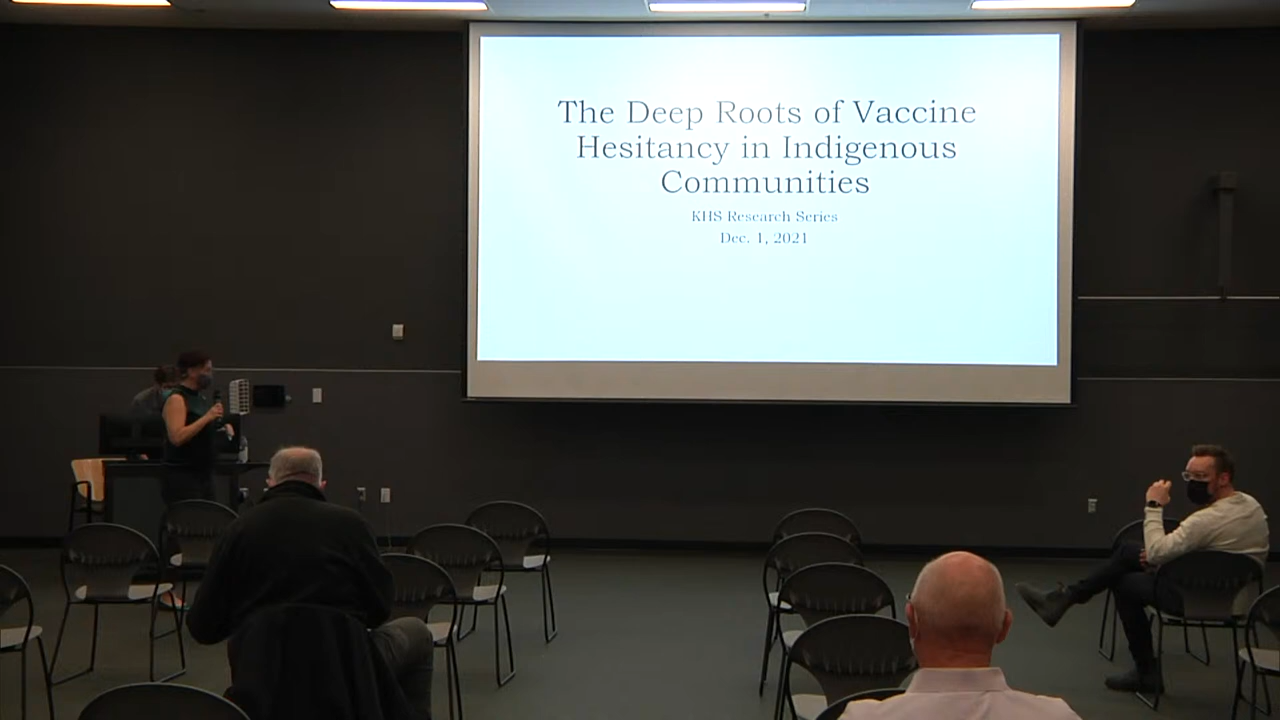 The Deep Roots of Vaccine
Hesitancy in Indigenous
Communities
KHS Research Series
Dec. 1, 2021